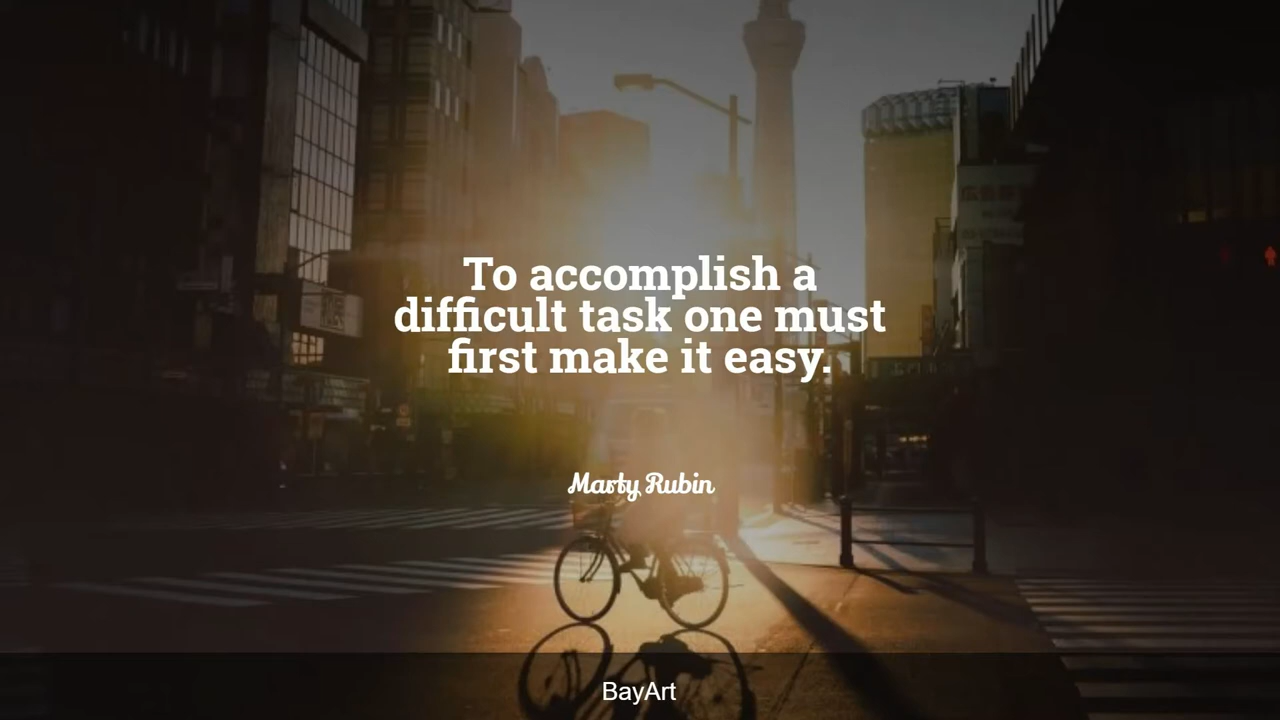 To accomplish a
difficult task one must
first make it easy.
Marty Rubin
BayArt